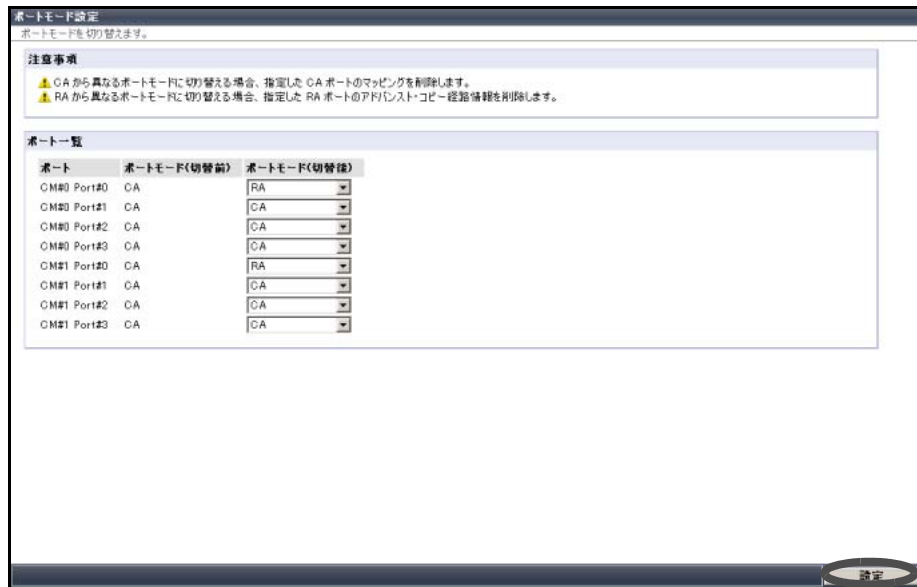 ポートモード設定
ポートモードを切り替えます。
注意事項
CA から異なるポートモードに切り替える場合、指定した CA ポートのマッピングを削除します。
RA から異なるポートモードに切り替える場合、指定した RA ポートのアドバンスト・コピー経路情報を削除します。
ポート一覧
ポート ポートモード(切替前) ポートモード(切替後)
CM#0 Port#0 CA RA
CM#0 Port#1 CA CA
CM#0 Port#2 CA CA
CM#0 Port#3 CA CA
CM#1 Port#0 CA RA
CM#1 Port#1 CA CA
CM#1 Port#2 CA CA
CM#1 Port#3 CA CA
設定